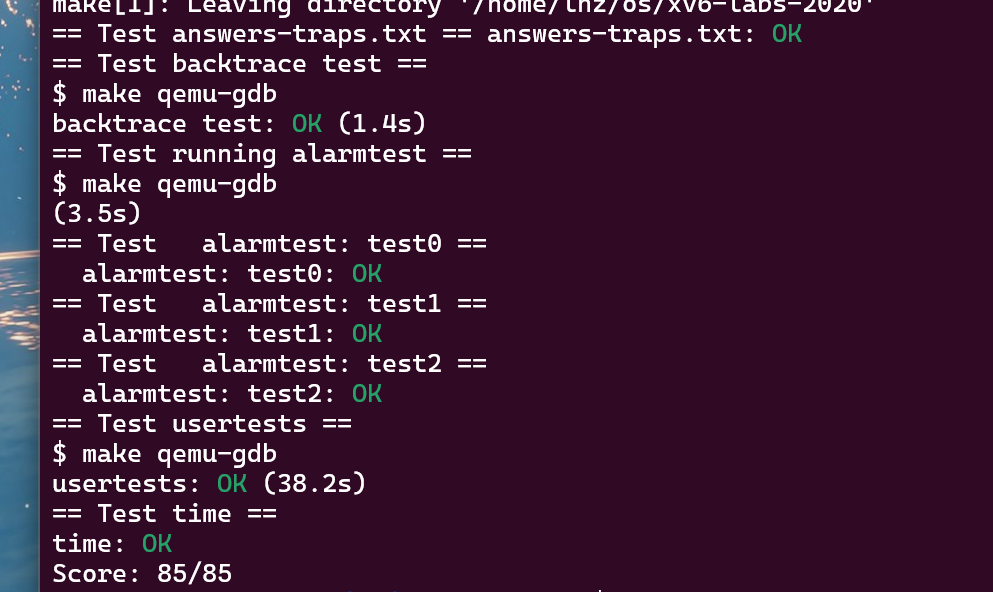 make[1]: Leaving directory '/home/lhz/os/xv6-labs-2020'
== Test answers-traps.txt == answers-traps.txt: OK
== Test backtrace test ==
$ make qemu-gdb
backtrace test: OK (1.4s)
== Test running alarmtest ==
$ make qemu-gdb
(3.5s)
== Test   alarmtest: test0 ==
  alarmtest: test0: OK
== Test   alarmtest: test1 ==
  alarmtest: test1: OK
== Test   alarmtest: test2 ==
  alarmtest: test2: OK
== Test usertests ==
$ make qemu-gdb
usertests: OK (38.2s)
== Test time ==
time: OK
Score: 85/85